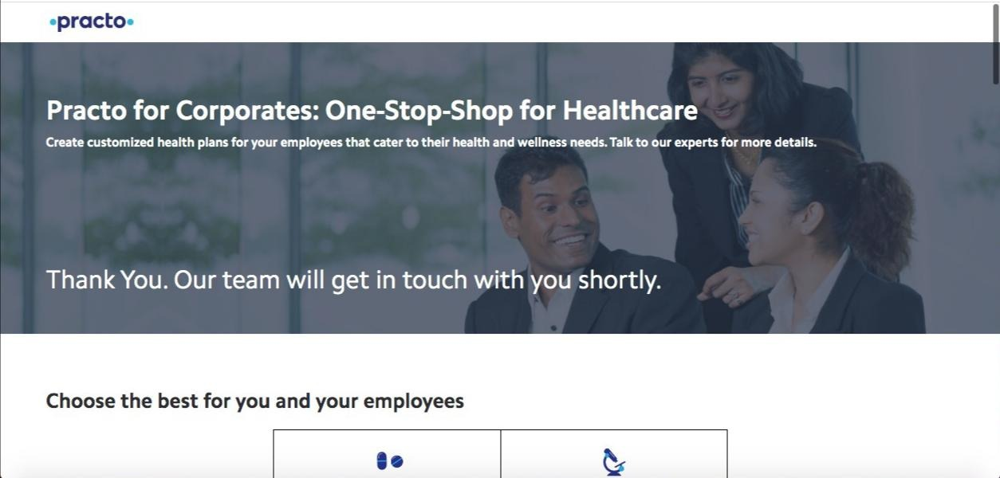 practo
Practo for Corporates: One-Stop-Shop for Healthcare
Create customized health plans for your employees that cater to their health and wellness needs. Talk to our experts for more details.
Thank You. Our team will get in touch with you shortly.
Choose the best for you and your employees